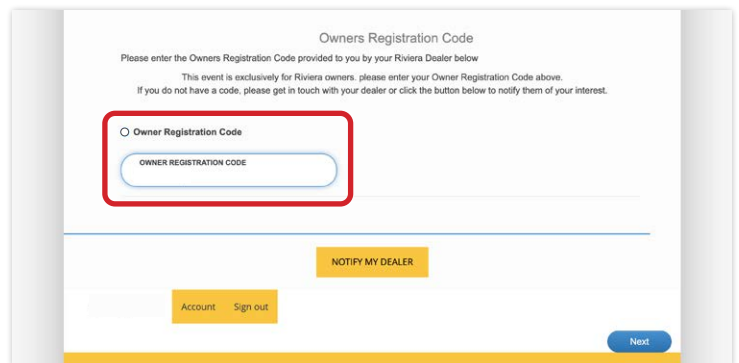 Owners Registration Code
Please enter the Owners Registration Code provided to you by your Riviera Dealer below
This event is exclusively for Riviera owners. please enter your Owner Registration Code above.
If you do not have a code, please get in touch with your dealer or click the button below to notify them of your interest.
Owner Registration Code
OWNER REGISTRATION CODE
NOTIFY MY DEALER
Account Sign out
Next